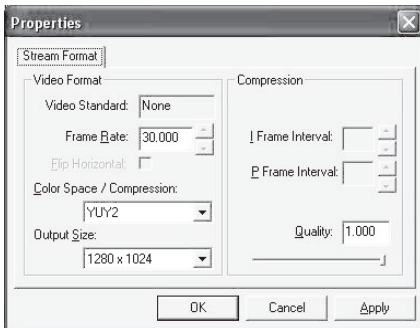 Properties
Stream Format
Video Format
Video Standard: None
Frame Rate: 30.000
Flip Horizontal:
Color Space / Compression:
YUY2
Output Size:
1280 x 1024
Compression
I Frame Interval:
P Frame Interval:
Quality: 1.000
OK Cancel Apply